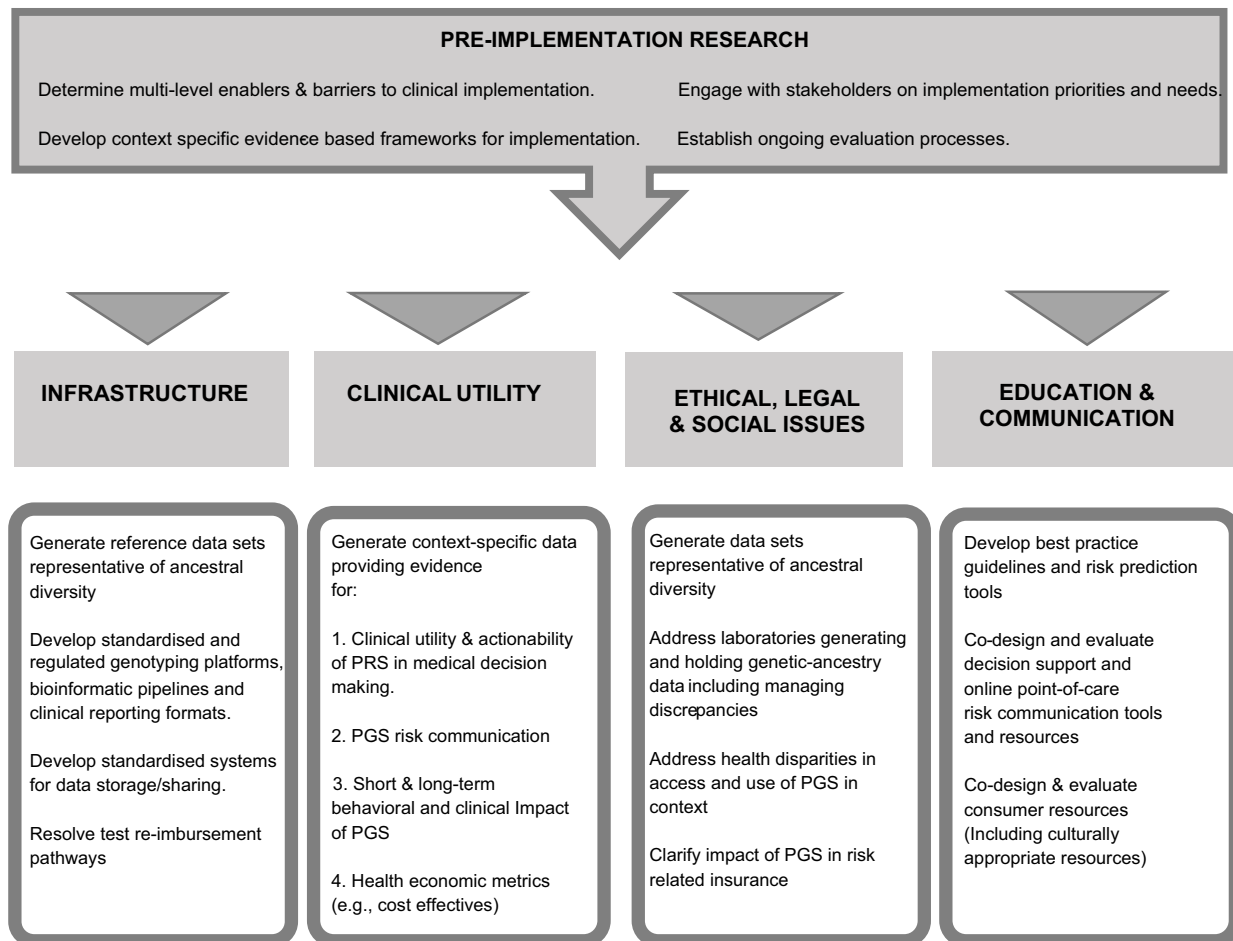 PRE-IMPLEMENTATION RESEARCH
Determine multi-level enablers & barriers to clinical implementation.
Engage with stakeholders on implementation priorities and needs.
Develop context specific evidence based frameworks for implementation.
Establish ongoing evaluation processes.
INFRASTRUCTURE
Generate reference data sets
representative of ancestral
diversity
Develop standardised and
regulated genotyping platforms,
bioinformatic pipelines and
clinical reporting formats.
Develop standardised systems
for data storage/sharing.
Resolve test re-imbursement
pathways
CLINICAL UTILITY
Generate context-specific data
providing evidence
for:
1. Clinical utility & actionability
of PRS in medical decision
making.
2. PGS risk communication
3. Short & long-term
behavioral and clinical Impact
of PGS
4. Health economic metrics
(e.g., cost effectives)
ETHICAL, LEGAL
& SOCIAL ISSUES
Generate data sets
representative of ancestral
diversity
Address laboratories generating
and holding genetic-ancestry
data including managing
discrepancies
Address health disparities in
access and use of PGS in
context
Clarify impact of PGS in risk
related insurance
EDUCATION &
COMMUNICATION
Develop best practice
guidelines and risk prediction
tools
Co-design and evaluate
decision support and
online point-of-care
risk communication tools
and resources
Co-design & evaluate
consumer resources
(Including culturally
appropriate resources)